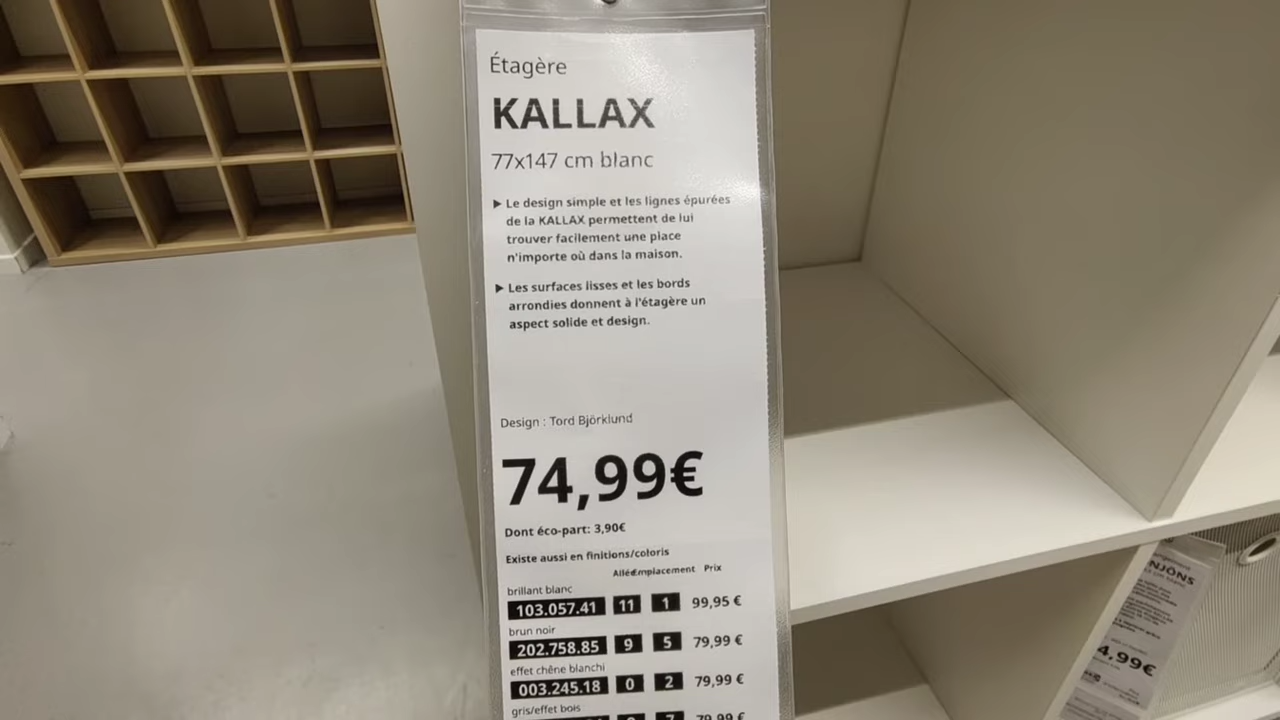 Étagère
KALLAX
77x147 cm blanc
► Le design simple et les lignes épurées
de la KALLAX permettent de lui
trouver facilement une place
n'importe où dans la maison.
► Les surfaces lisses et les bords
arrondies donnent à l'étagère un
aspect solide et design.
Design : Tord Björklund
74,99€
Dont éco-part: 3,90€
Existe aussi en finitions/coloris
Allée Emplacement Prix
brillant blanc
103.057.41 11 1 99,95 €
brun noir
202.758.85 9 5 79,99 €
effet chêne blanchi
003.245.18 0 2 79,99 €
gris/effet bois
79,99 €
NJÖNS
4,99€